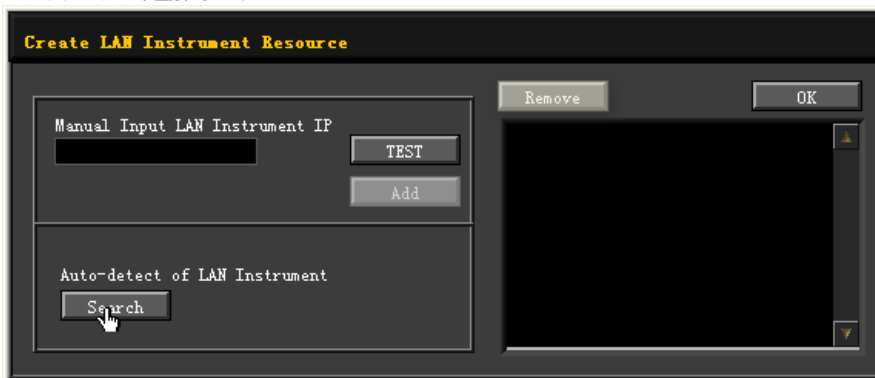 Create LAN Instrument Resource
Remove
OK
Manual Input LAN Instrument IP
TEST
Add
Auto-detect of LAN Instrument
Search